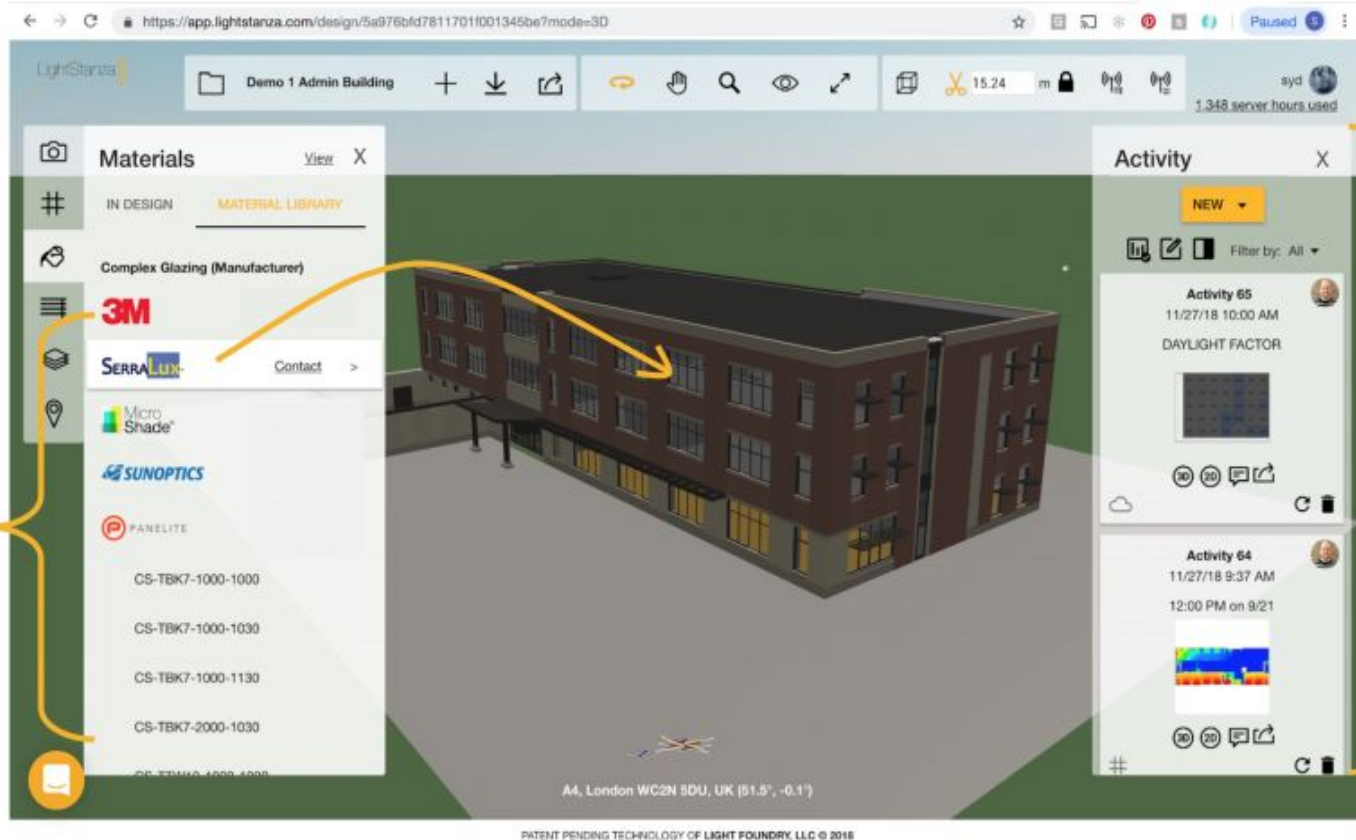 https://app.lightstanza.com/design/5a976bfd7811701f001345be?mode=3D
Paused S
LightStanza
Demo 1 Admin Building
15.24 m
syd
1,348 server hours used
Materials View X
IN DESIGN MATERIAL LIBRARY
Complex Glazing (Manufacturer)
3M
SERRALUX Contact >
Micro
Shade
SUNOPTICS
PANELITE
CS-TBK7-1000-1000
CS-TBK7-1000-1030
CS-TBK7-1000-1130
CS-TBK7-2000-1030
Activity X
NEW
Filter by: All
Activity 65
11/27/18 10:00 AM
DAYLIGHT FACTOR
3D 2D
Activity 64
11/27/18 9:37 AM
12:00 PM on 9/21
3D 2D
A4, London WC2N 5DU, UK (51.5°, -0.1°)
PATENT PENDING TECHNOLOGY OF LIGHT FOUNDRY, LLC © 2018